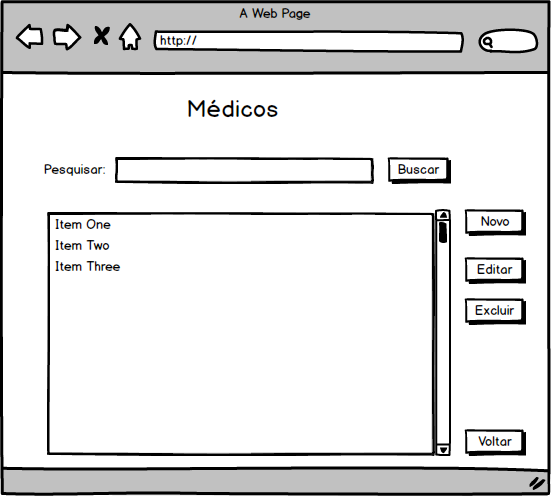 A Web Page
http://
Médicos
Pesquisar:
Buscar
Item One
Item Two
Item Three
Novo
Editar
Excluir
Voltar